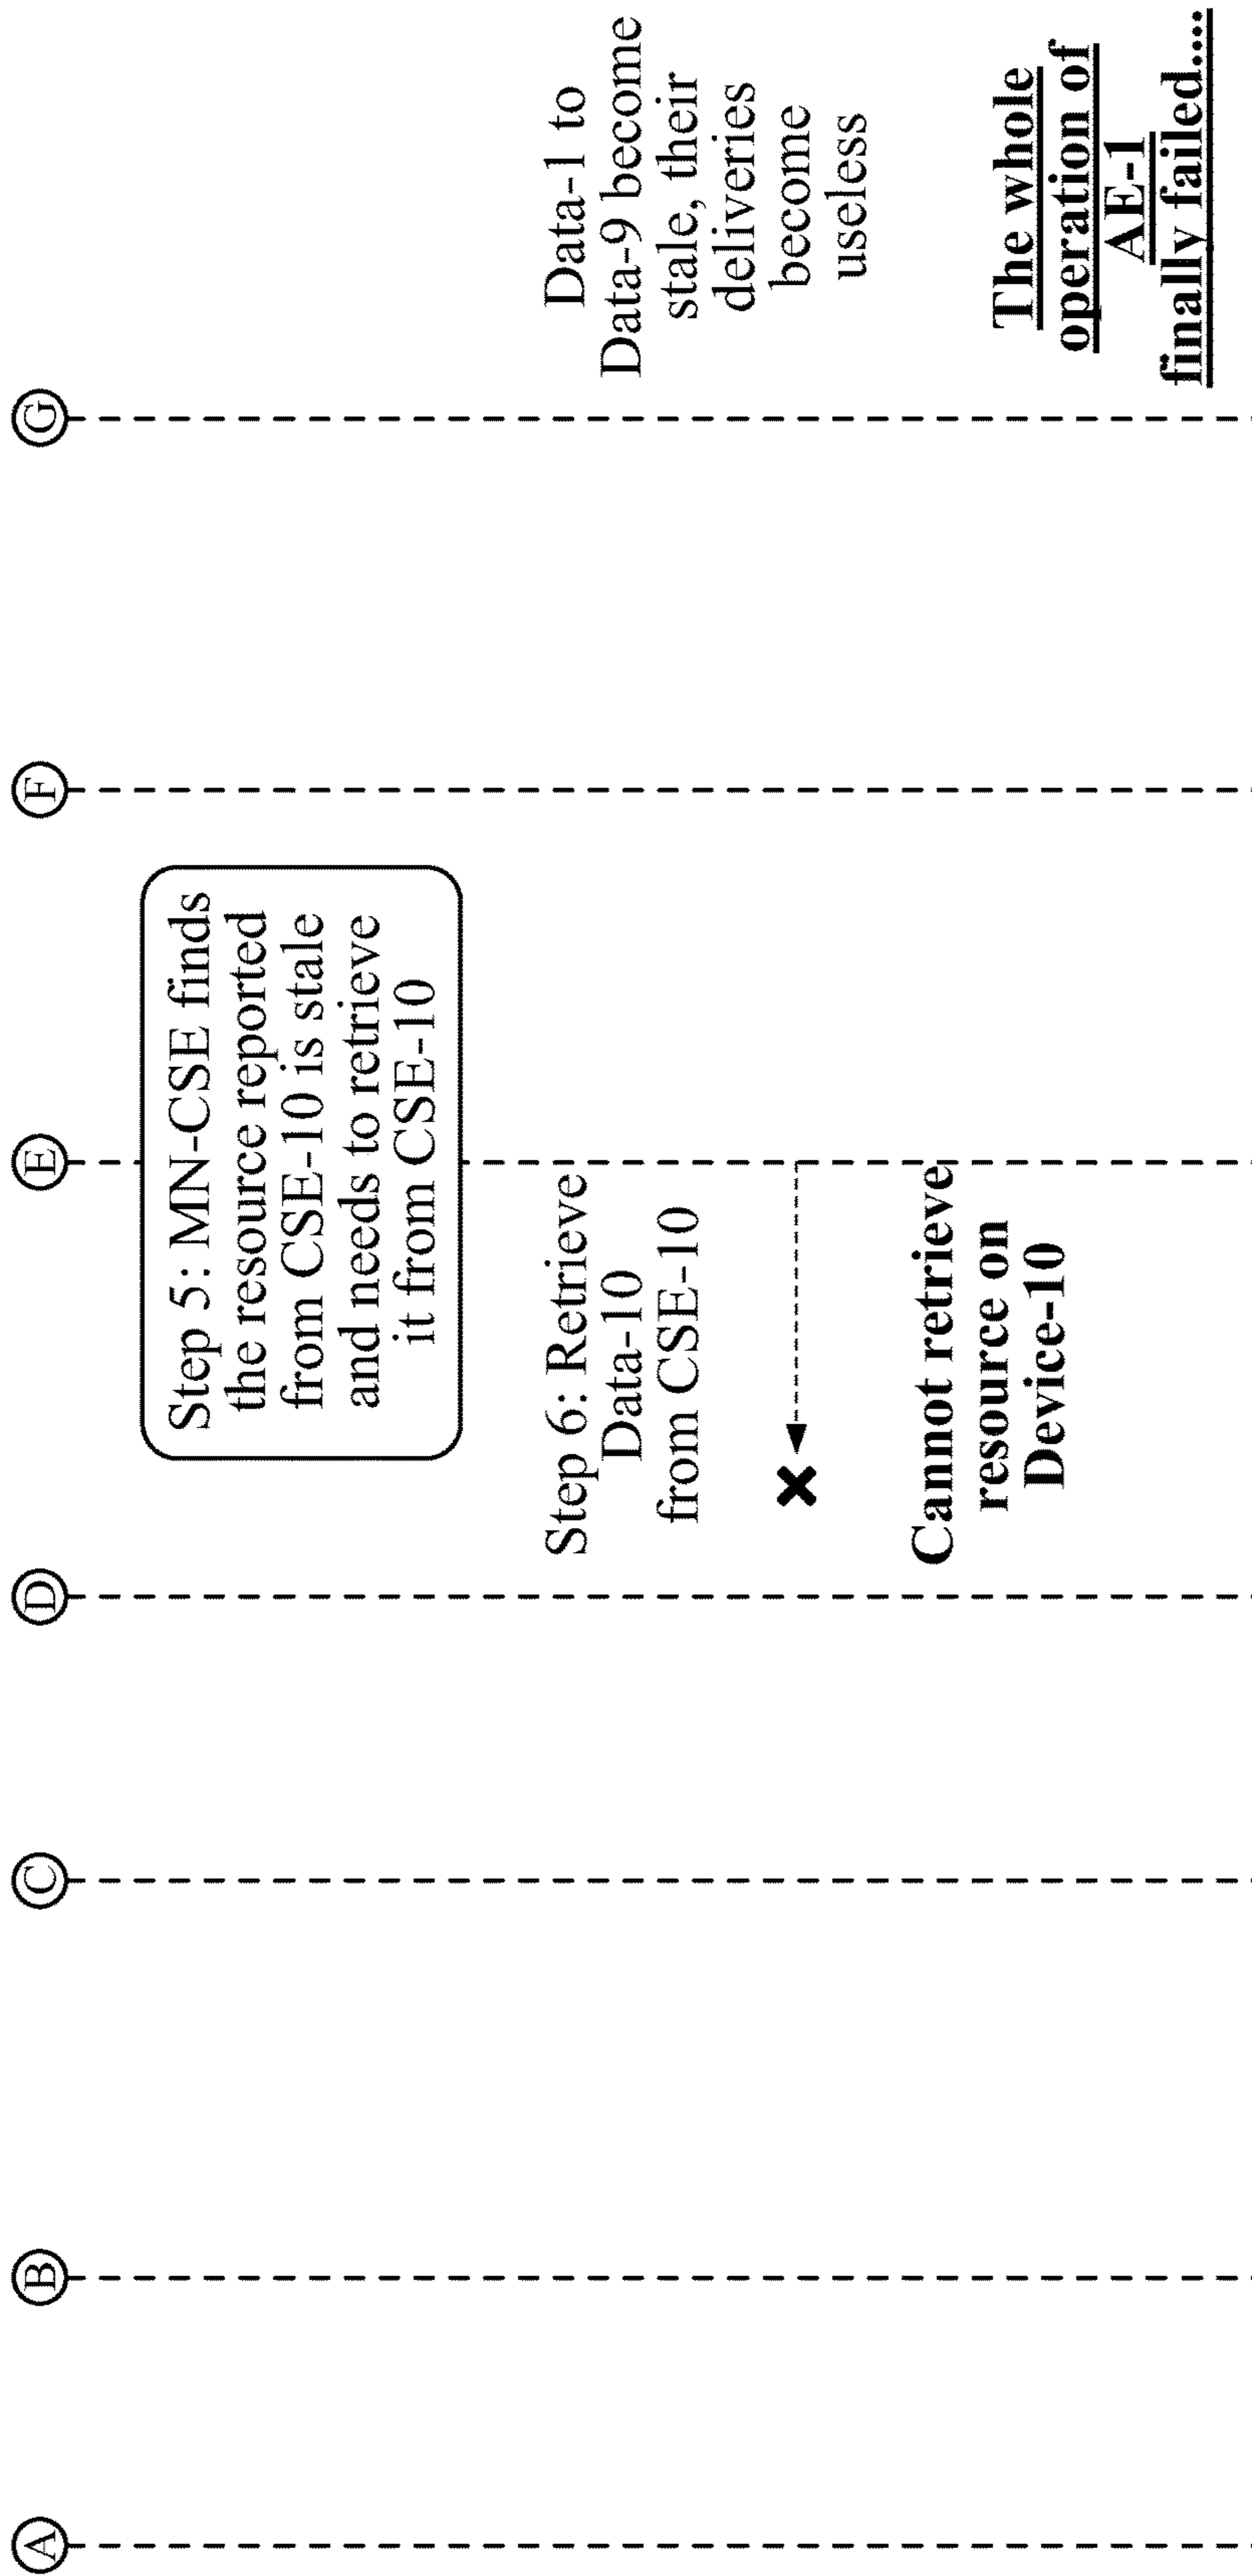 A
B
C
D
E
F
G
Step 5: MN-CSE finds
the resource reported
from CSE-10 is stale
and needs to retrieve
it from CSE-10
Step 6: Retrieve
Data-10
from CSE-10
Cannot retrieve
resource on
Device-10
Data-1 to
Data-9 become
stale, their
deliveries
become
useless
The whole
operation of
AE-1
finally failed....